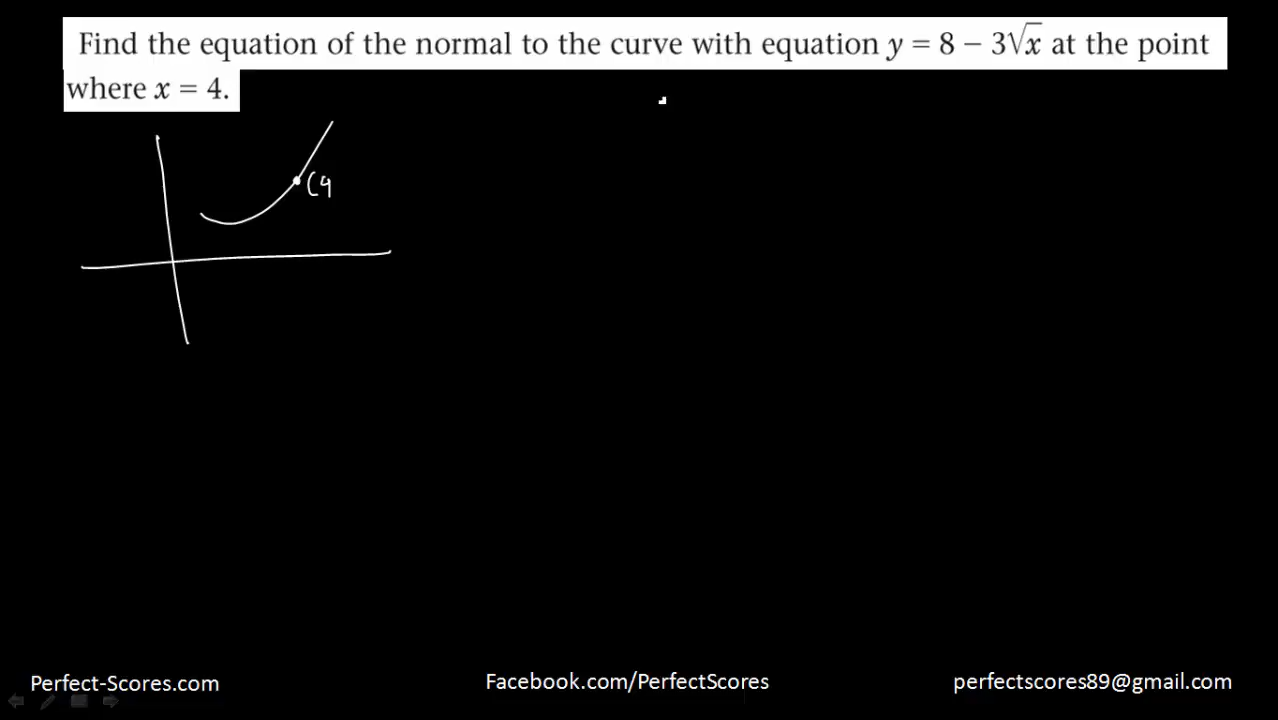 Find the equation of the normal to the curve with equation y = 8 − 3√x at the point
where x = 4.
(4
Perfect-Scores.com
Facebook.com/PerfectScores
perfectscores89@gmail.com